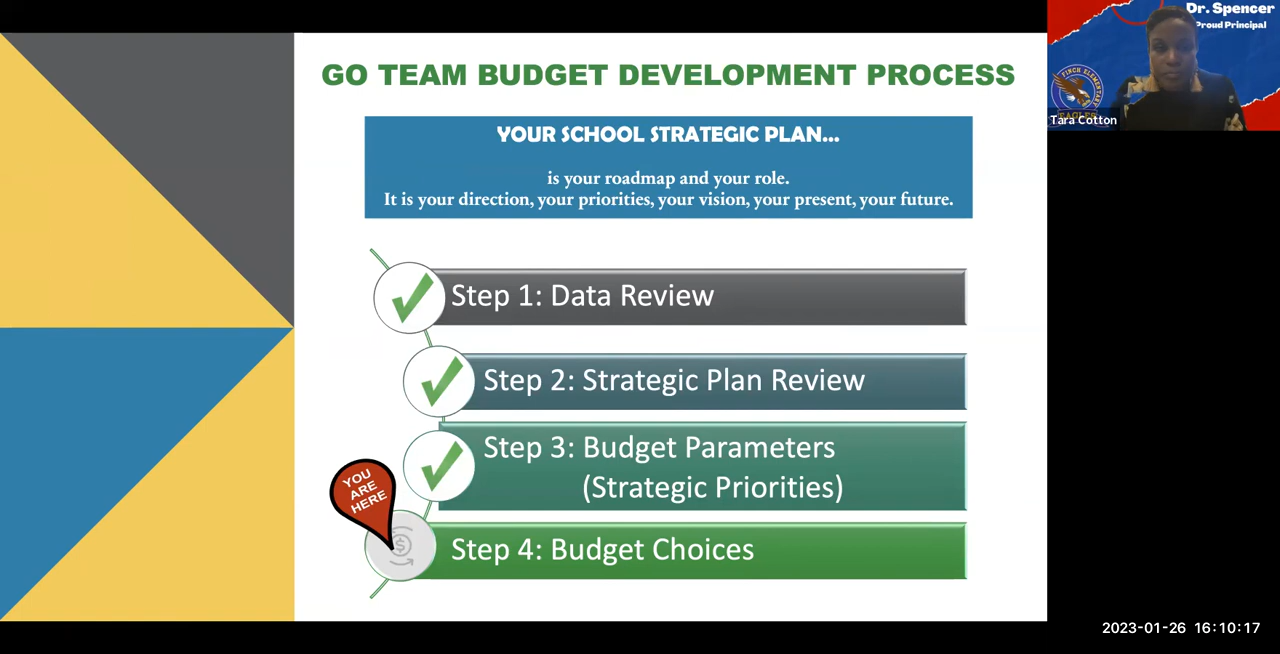 GO TEAM BUDGET DEVELOPMENT PROCESS
YOUR SCHOOL STRATEGIC PLAN...
is your roadmap and your role.
It is your direction, your priorities, your vision, your present, your future.
Step 1: Data Review
Step 2: Strategic Plan Review
Step 3: Budget Parameters
(Strategic Priorities)
YOU
ARE
HERE
$
Step 4: Budget Choices
Dr. Spencer
Proud Principal
FINCH ELEMENTARY
EAGLES
Tara Cotton
2023-01-26 16:10:17